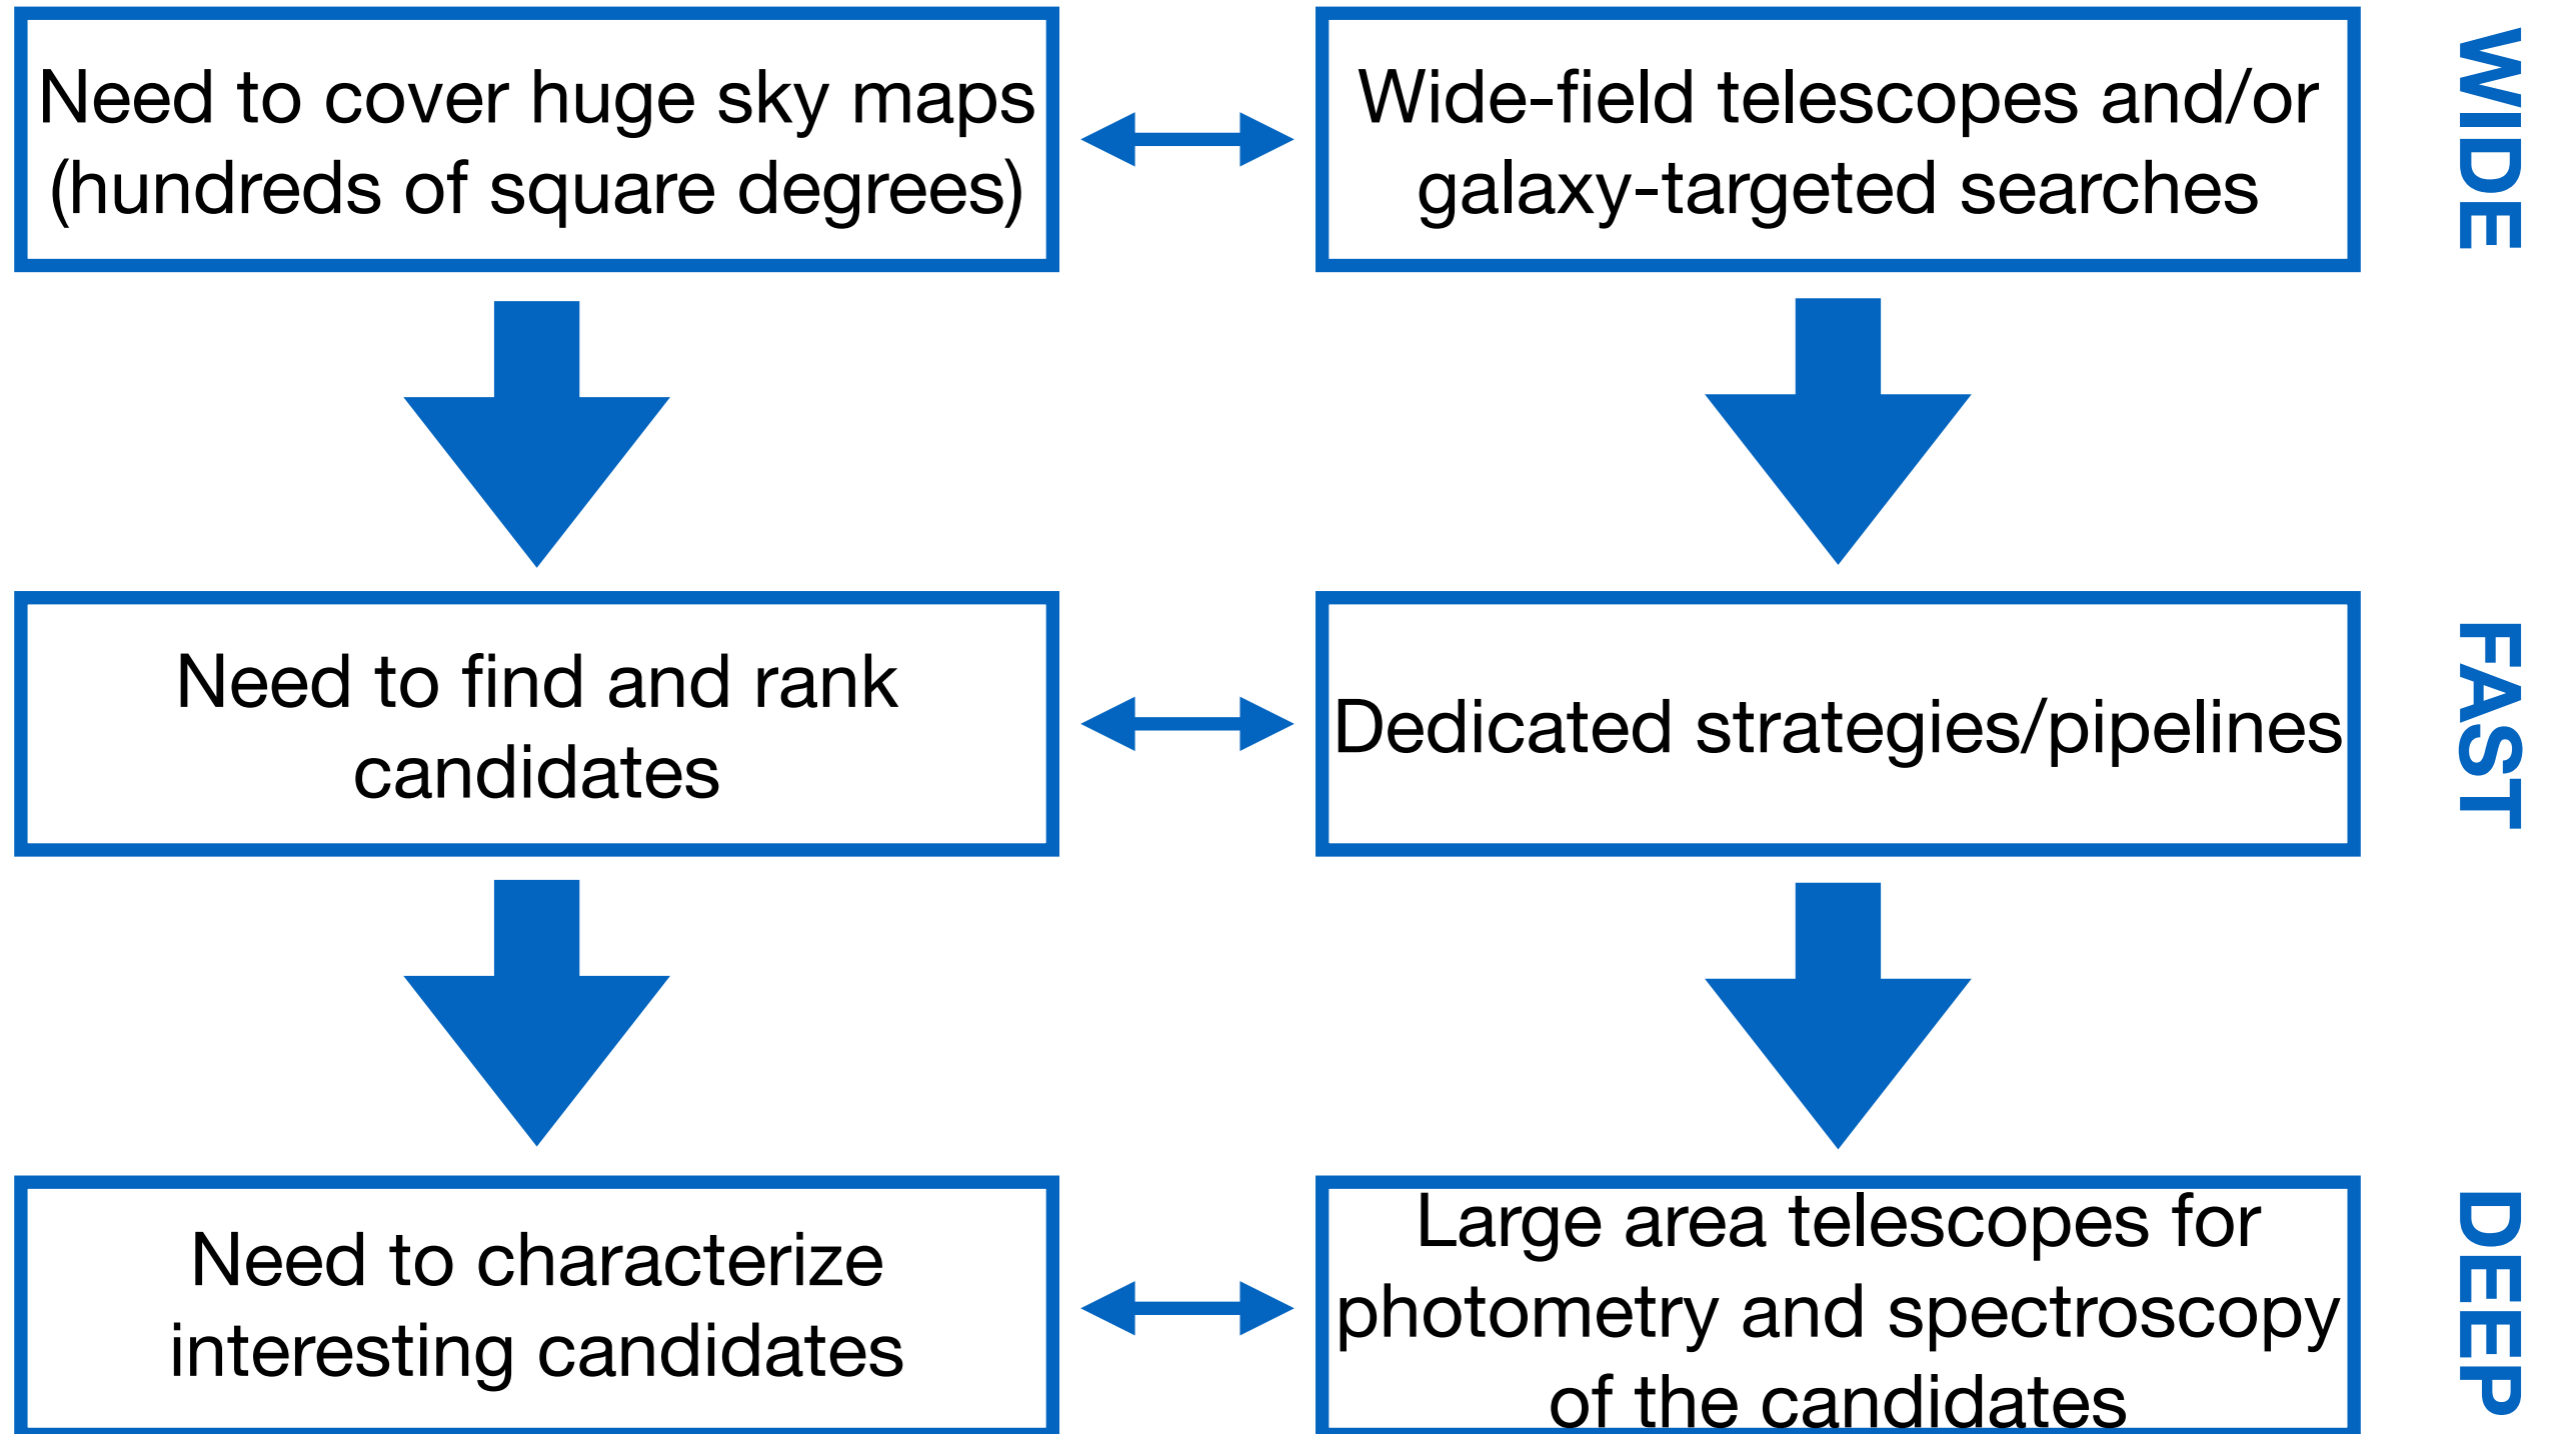 Need to cover huge sky maps
(hundreds of square degrees)
Wide-field telescopes and/or
galaxy-targeted searches
WIDE
Need to find and rank
candidates
Dedicated strategies/pipelines
FAST
Need to characterize
interesting candidates
Large area telescopes for
photometry and spectroscopy
of the candidates
DEEP